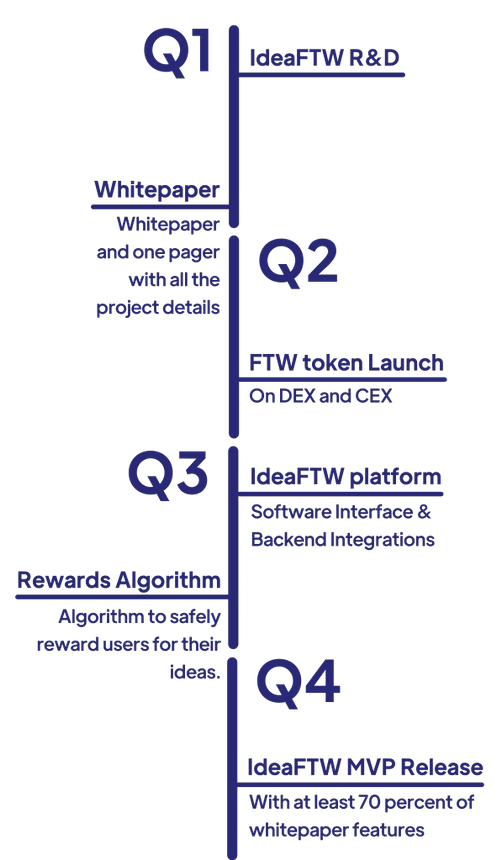 Q1
IdeaFTW R&D
Whitepaper
Whitepaper
and one pager
with all the
project details
Q2
FTW token Launch
On DEX and CEX
Q3
IdeaFTW platform
Software Interface &
Backend Integrations
Rewards Algorithm
Algorithm to safely
reward users for their
ideas.
Q4
IdeaFTW MVP Release
With at least 70 percent of
whitepaper features